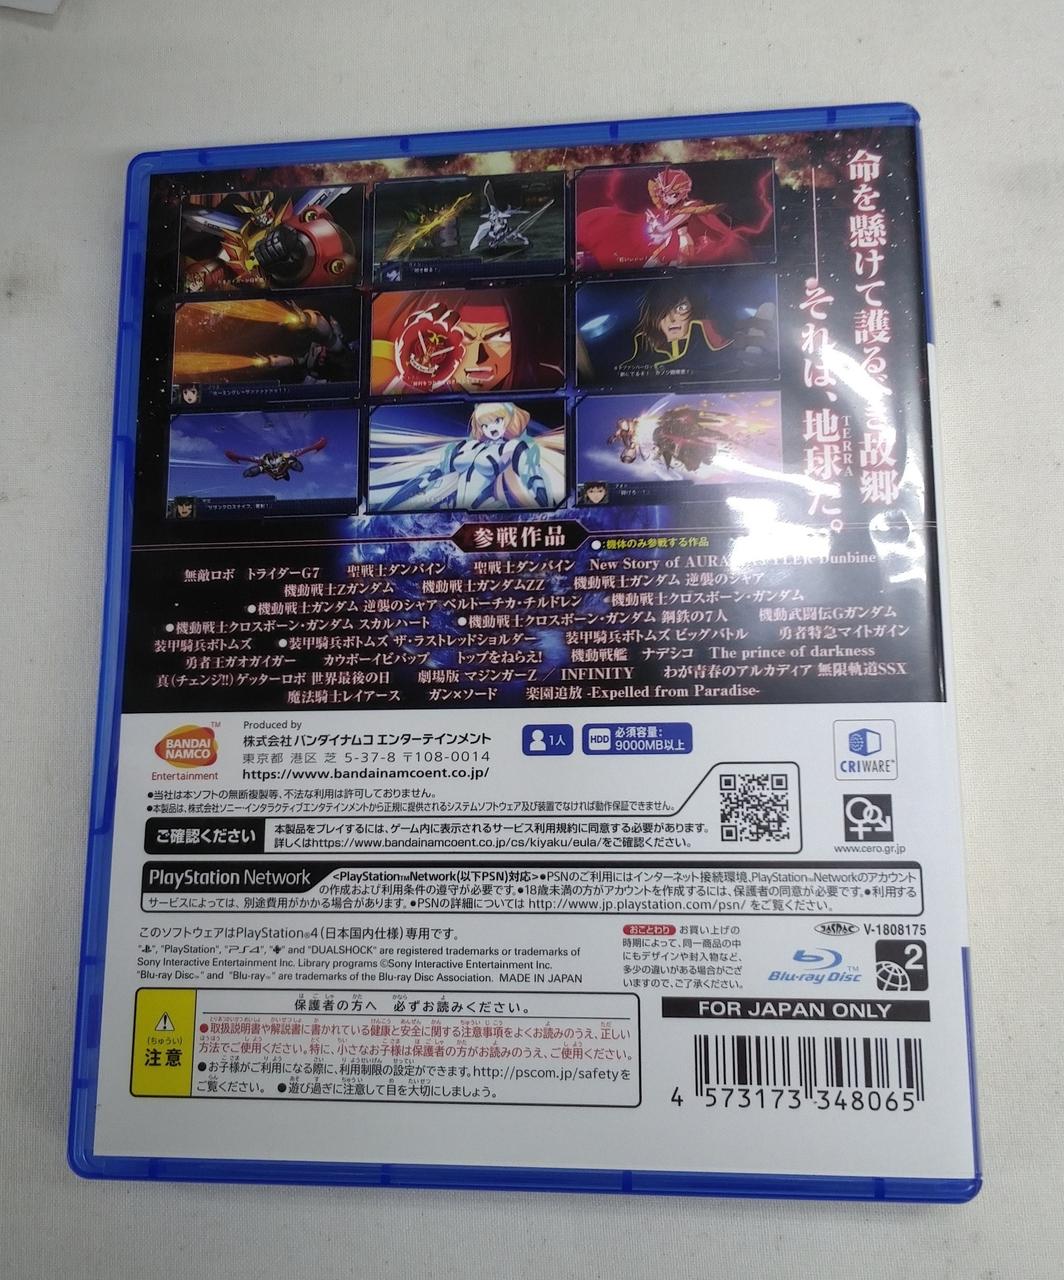 命を懸けて護るべき故郷
――それは、地球だ。
TERRA
参戦作品
●:機体のみ参戦する作品
無敵ロボ トライダーG7 聖戦士ダンバイン 聖戦士ダンバイン New Story of AURA BATTLER Dunbine
機動戦士Zガンダム 機動戦士ガンダムZZ 機動戦士ガンダム 逆襲のシャア
●機動戦士ガンダム 逆襲のシャア ベルトーチカ・チルドレン 機動戦士クロスボーン・ガンダム
●機動戦士クロスボーン・ガンダム スカルハート ●機動戦士クロスボーン・ガンダム 鋼鉄の7人 機動武闘伝Gガンダム
装甲騎兵ボトムズ ●装甲騎兵ボトムズ ザ・ラストレッドショルダー 装甲騎兵ボトムズ ビッグバトル 勇者特急マイトガイン
勇者王ガオガイガー カウボーイビバップ トップをねらえ! 機動戦艦 ナデシコ The prince of darkness
真(チェンジ!!)ゲッターロボ 世界最後の日 劇場版 マジンガーZ / INFINITY わが青春のアルカディア 無限軌道SSX
魔法騎士レイアース ガン×ソード 楽園追放 -Expelled from Paradise-
BANDAI NAMCO TM
Entertainment
Produced by
株式会社バンダイナムコ エンターテインメント
東京都 港区 芝 5-37-8 〒108-0014
https://www.bandainamcoent.co.jp/
1人
HDD 必須容量:
9000MB以上
CRIWARE™
●当社は本ソフトの無断複製等、不法な行為は許可しておりません。
●本製品は、株式会社ソニー・インタラクティブエンタテインメントから正規に提供されるシステムソフトウェア及び装置でなければ動作保証できません。
ご確認ください
本製品をプレイするには、ゲーム内に表示されるサービス利用規約に同意する必要があります。
詳しくはhttps://www.bandainamcoent.co.jp/cs/kiyaku/eula/をご確認ください。
www.cero.gr.jp
PlayStation Network
<PlayStation™Network(以下PSN)対応>●PSNのご利用にはインターネット接続環境、PlayStation™Networkのアカウント
の作成および利用条件の遵守が必要です。●18歳未満の方がアカウントを作成するには、保護者の同意が必要です。●利用する
サービスによっては、別途費用がかかる場合があります。●PSNの詳細については http://www.jp.playstation.com/psn/ をご覧ください。
このソフトウェアはPlayStation®4(日本国内仕様)専用です。
"PlayStation", "PS4", and "DUALSHOCK" are registered trademarks or trademarks of
Sony Interactive Entertainment Inc. Library programs ©Sony Interactive Entertainment Inc.
"Blu-ray Disc™" and "Blu-ray™" are trademarks of the Blu-ray Disc Association. MADE IN JAPAN
おことわり お買い上げの
時期によって、同一商品の中
にもデザインや封入物など、
多少の違いがある場合がござ
いますので、ご了承ください。
JASRAC V-1808175
Blu-ray Disc™
2
保護者の方へ 必ずお読みください。
注意
(ちゅうい)
●取扱説明書や解説書に書かれている健康と安全に関する注意事項をよくお読みのうえ、正しい
方法でご使用ください。特に、小さなお子様は保護者の方がお読みのうえ、ご使用ください。
●お子様がご利用になる際に、利用制限の設定ができます。http://pscom.jp/safetyを
ご覧ください。 ●遊び過ぎに注意して目を大切にしましょう。
FOR JAPAN ONLY
4 573173 348065